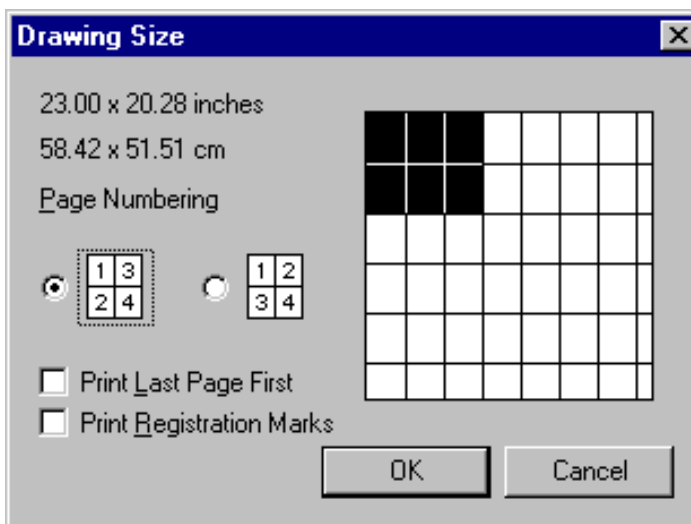 Drawing Size
23.00 x 20.28 inches
58.42 x 51.51 cm
Page Numbering
1 3 1 2
2 4 3 4
Print Last Page First
Print Registration Marks
OK Cancel